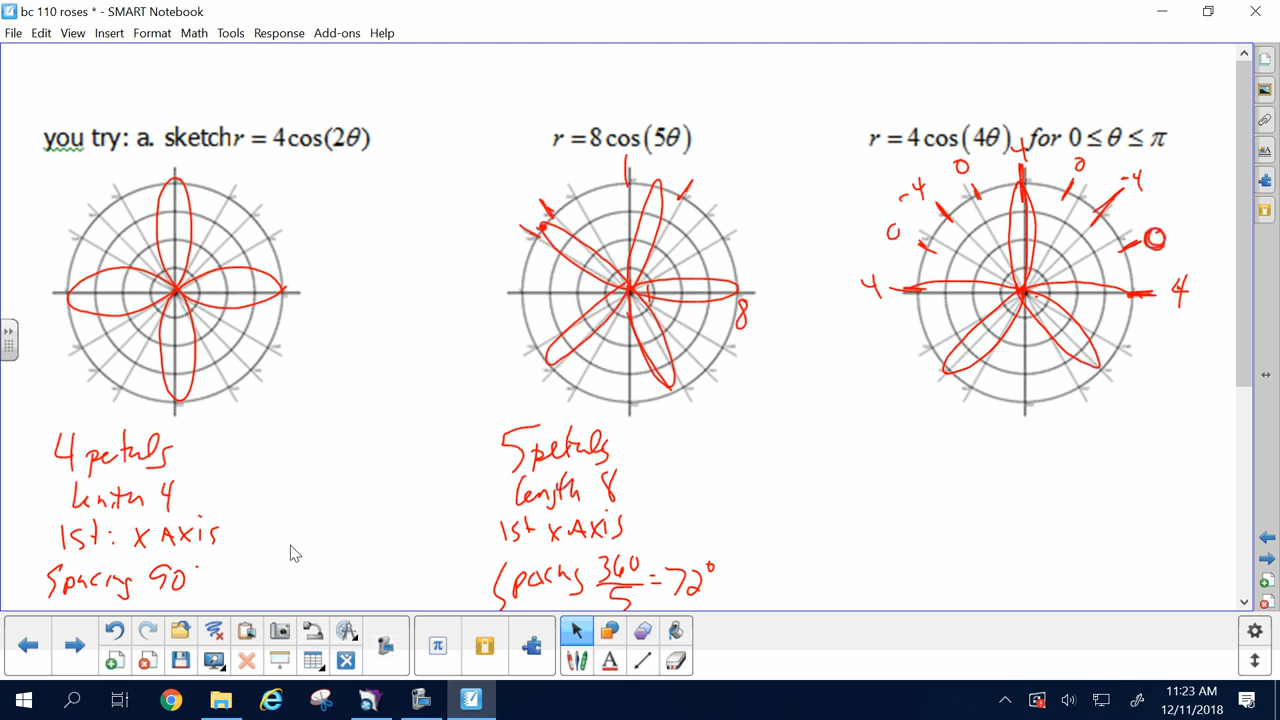 bc 110 roses * - SMART Notebook
File Edit View Insert Format Math Tools Response Add-ons Help
you try: a. sketch r = 4cos(2θ)
r = 8cos(5θ)
r = 4cos(4θ) for 0 ≤ θ ≤ π
4
0
0
-4
-4
0
0
4
4
8
4 petals
length 4
1st: x Axis
Spacing 90°
5 petals
length 8
1st x Axis
Spacing 360/5 = 72°
π
A
11:23 AM
12/11/2018